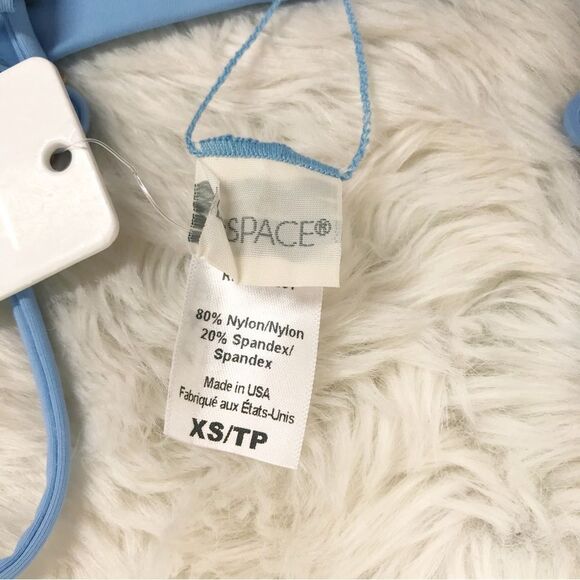 SPACE®
80% Nylon/Nylon
20% Spandex/
Spandex
Made in USA
Fabriqué aux États-Unis
XS/TP